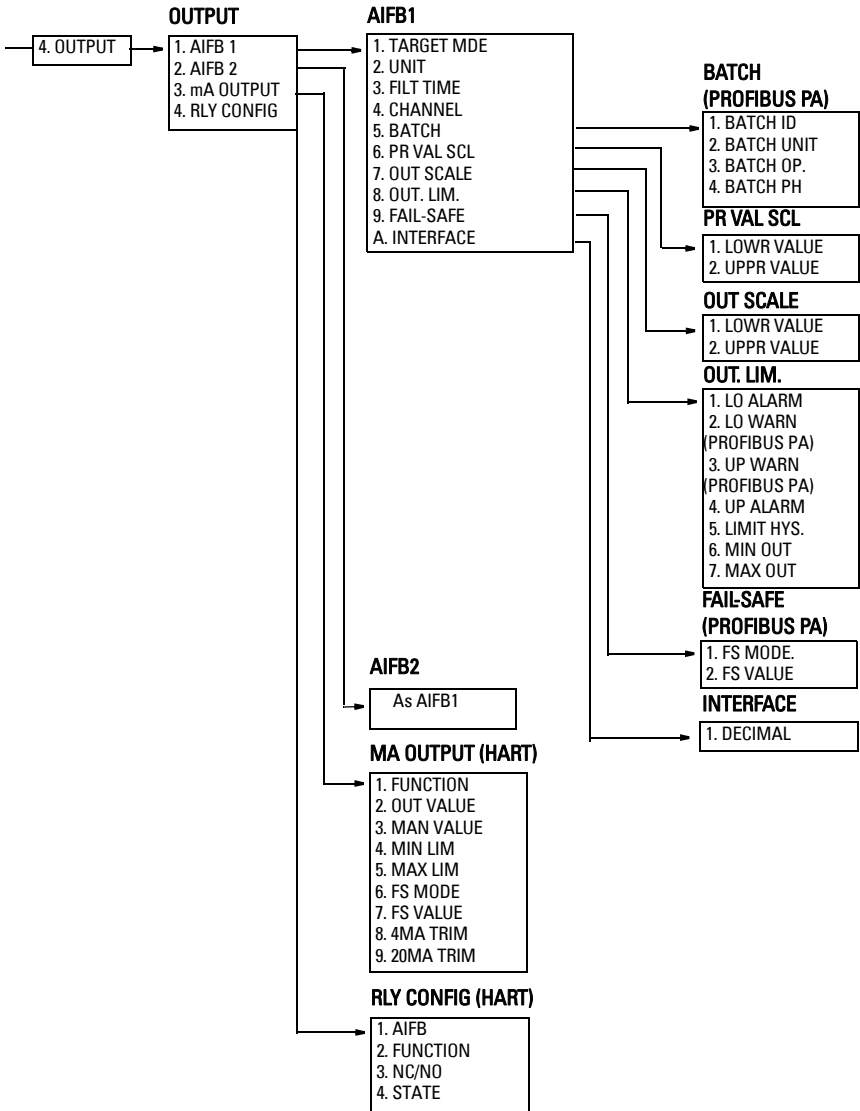 4. OUTPUT
OUTPUT
1. AIFB 1
2. AIFB 2
3. mA OUTPUT
4. RLY CONFIG
AIFB1
1. TARGET MDE
2. UNIT
3. FILT TIME
4. CHANNEL
5. BATCH
6. PR VAL SCL
7. OUT SCALE
8. OUT. LIM.
9. FAIL-SAFE
A. INTERFACE
BATCH
(PROFIBUS PA)
1. BATCH ID
2. BATCH UNIT
3. BATCH OP.
4. BATCH PH
PR VAL SCL
1. LOWR VALUE
2. UPPR VALUE
OUT SCALE
1. LOWR VALUE
2. UPPR VALUE
OUT. LIM.
1. LO ALARM
2. LO WARN
(PROFIBUS PA)
3. UP WARN
(PROFIBUS PA)
4. UP ALARM
5. LIMIT HYS.
6. MIN OUT
7. MAX OUT
FAIL-SAFE
(PROFIBUS PA)
1. FS MODE.
2. FS VALUE
INTERFACE
1. DECIMAL
AIFB2
As AIFB1
MA OUTPUT (HART)
1. FUNCTION
2. OUT VALUE
3. MAN VALUE
4. MIN LIM
5. MAX LIM
6. FS MODE
7. FS VALUE
8. 4MA TRIM
9. 20MA TRIM
RLY CONFIG (HART)
1. AIFB
2. FUNCTION
3. NC/NO
4. STATE